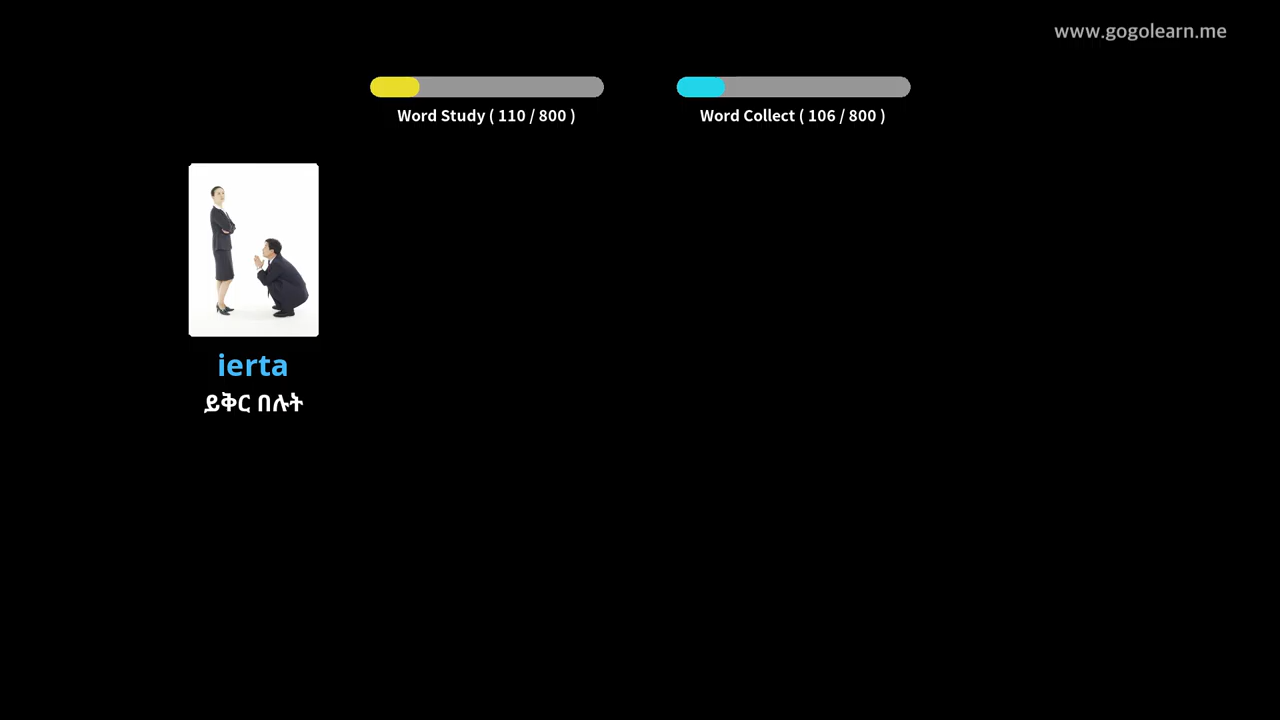 www.gogolearn.me
Word Study ( 110 / 800 )
Word Collect ( 106 / 800 )
ierta
ይቅር በሉት